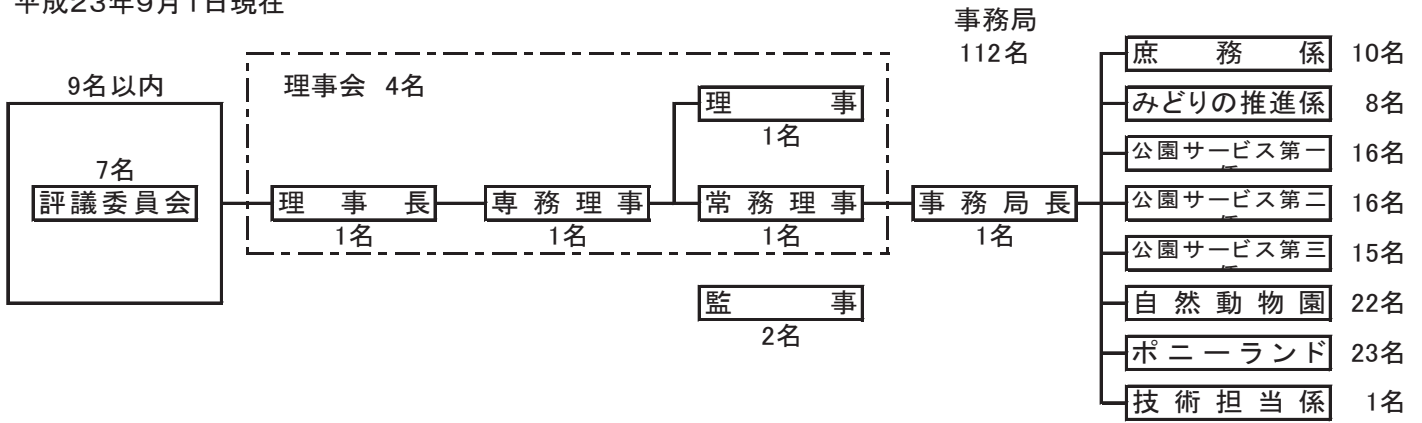 平成23年9月1日現在
事務局
112名
9名以内
理事会 4名
7名
評議委員会
理事長
1名
専務理事
1名
理事
1名
常務理事
1名
監事
2名
事務局長
1名
庶務係 10名
みどりの推進係 8名
公園サービス第一 16名
公園サービス第二 16名
公園サービス第三 15名
自然動物園 22名
ポニーランド 23名
技術担当係 1名